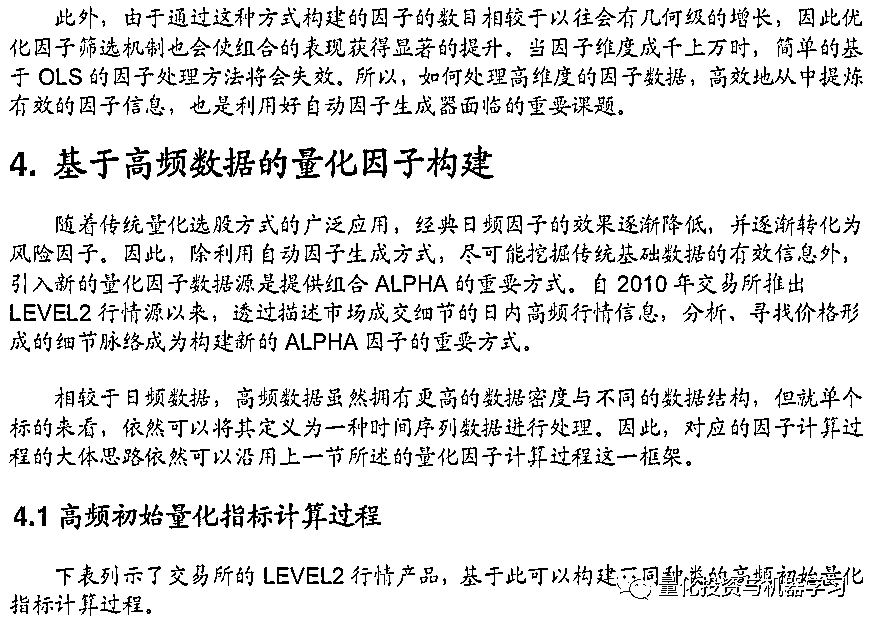 此外，由于通过这种方式构建的因子的数目相较于以往会有几何级的增长，因此优
化因子筛选机制也会使组合的表现获得显著的提升。当因子维度成千上万时，简单的基
于 OLS 的因子处理方法将会失效。所以，如何处理高维度的因子数据，高效地从中提炼
有效的因子信息，也是利用好自动因子生成器面临的重要课题。
4. 基于高频数据的量化因子构建
随着传统量化选股方式的广泛应用，经典日频因子的效果逐渐降低，并逐渐转化为
风险因子。因此，除利用自动因子生成方式，尽可能挖掘传统基础数据的有效信息外，
引入新的量化因子数据源是提供组合 ALPHA 的重要方式。自 2010 年交易所推出
LEVEL2 行情源以来，透过描述市场成交细节的日内高频行情信息，分析、寻找价格形
成的细节脉络成为构建新的 ALPHA 因子的重要方式。
相较于日频数据，高频数据虽然拥有更高的数据密度与不同的数据结构，但就单个
标的来看，依然可以将其定义为一种时间序列数据进行处理。因此，对应的因子计算过
程的大体思路依然可以沿用上一节所述的量化因子计算过程这一框架。
4.1 高频初始量化指标计算过程
下表列示了交易所的 LEVEL2 行情产品，基于此可以构建不同种类的高频初始量化
指标计算过程。
量化投资与机器学习